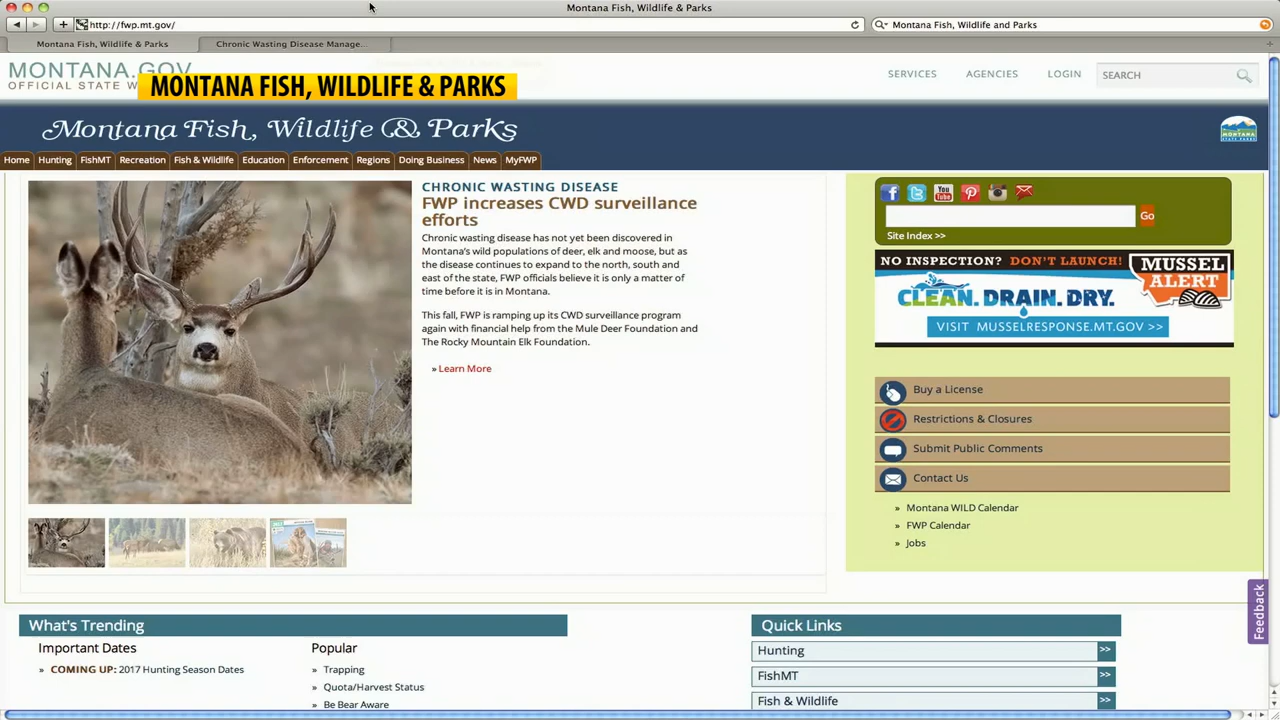 Montana Fish, Wildlife & Parks
http://fwp.mt.gov/
Montana Fish, Wildlife and Parks
Montana Fish, Wildlife & Parks
Chronic Wasting Disease Manage...
MONTANA.GOV
OFFICIAL STATE W
MONTANA FISH, WILDLIFE & PARKS
SERVICES
AGENCIES
LOGIN
SEARCH
Montana Fish, Wildlife & Parks
Home
Hunting
FishMT
Recreation
Fish & Wildlife
Education
Enforcement
Regions
Doing Business
News
MyFWP
CHRONIC WASTING DISEASE
FWP increases CWD surveillance
efforts
Chronic wasting disease has not yet been discovered in
Montana's wild populations of deer, elk and moose, but as
the disease continues to expand to the north, south and
east of the state, FWP officials believe it is only a matter of
time before it is in Montana.
This fall, FWP is ramping up its CWD surveillance program
again with financial help from the Mule Deer Foundation and
The Rocky Mountain Elk Foundation.
» Learn More
You Tube
Go
Site Index >>
NO INSPECTION? DON'T LAUNCH!
MUSSEL
ALERT
CLEAN. DRAIN. DRY.
VISIT MUSSELRESPONSE.MT.GOV >>
Buy a License
Restrictions & Closures
Submit Public Comments
Contact Us
» Montana WILD Calendar
» FWP Calendar
» Jobs
Feedback
What's Trending
Important Dates
» COMING UP: 2017 Hunting Season Dates
Popular
» Trapping
» Quota/Harvest Status
» Be Bear Aware
Quick Links
Hunting >>
FishMT >>
Fish & Wildlife >>